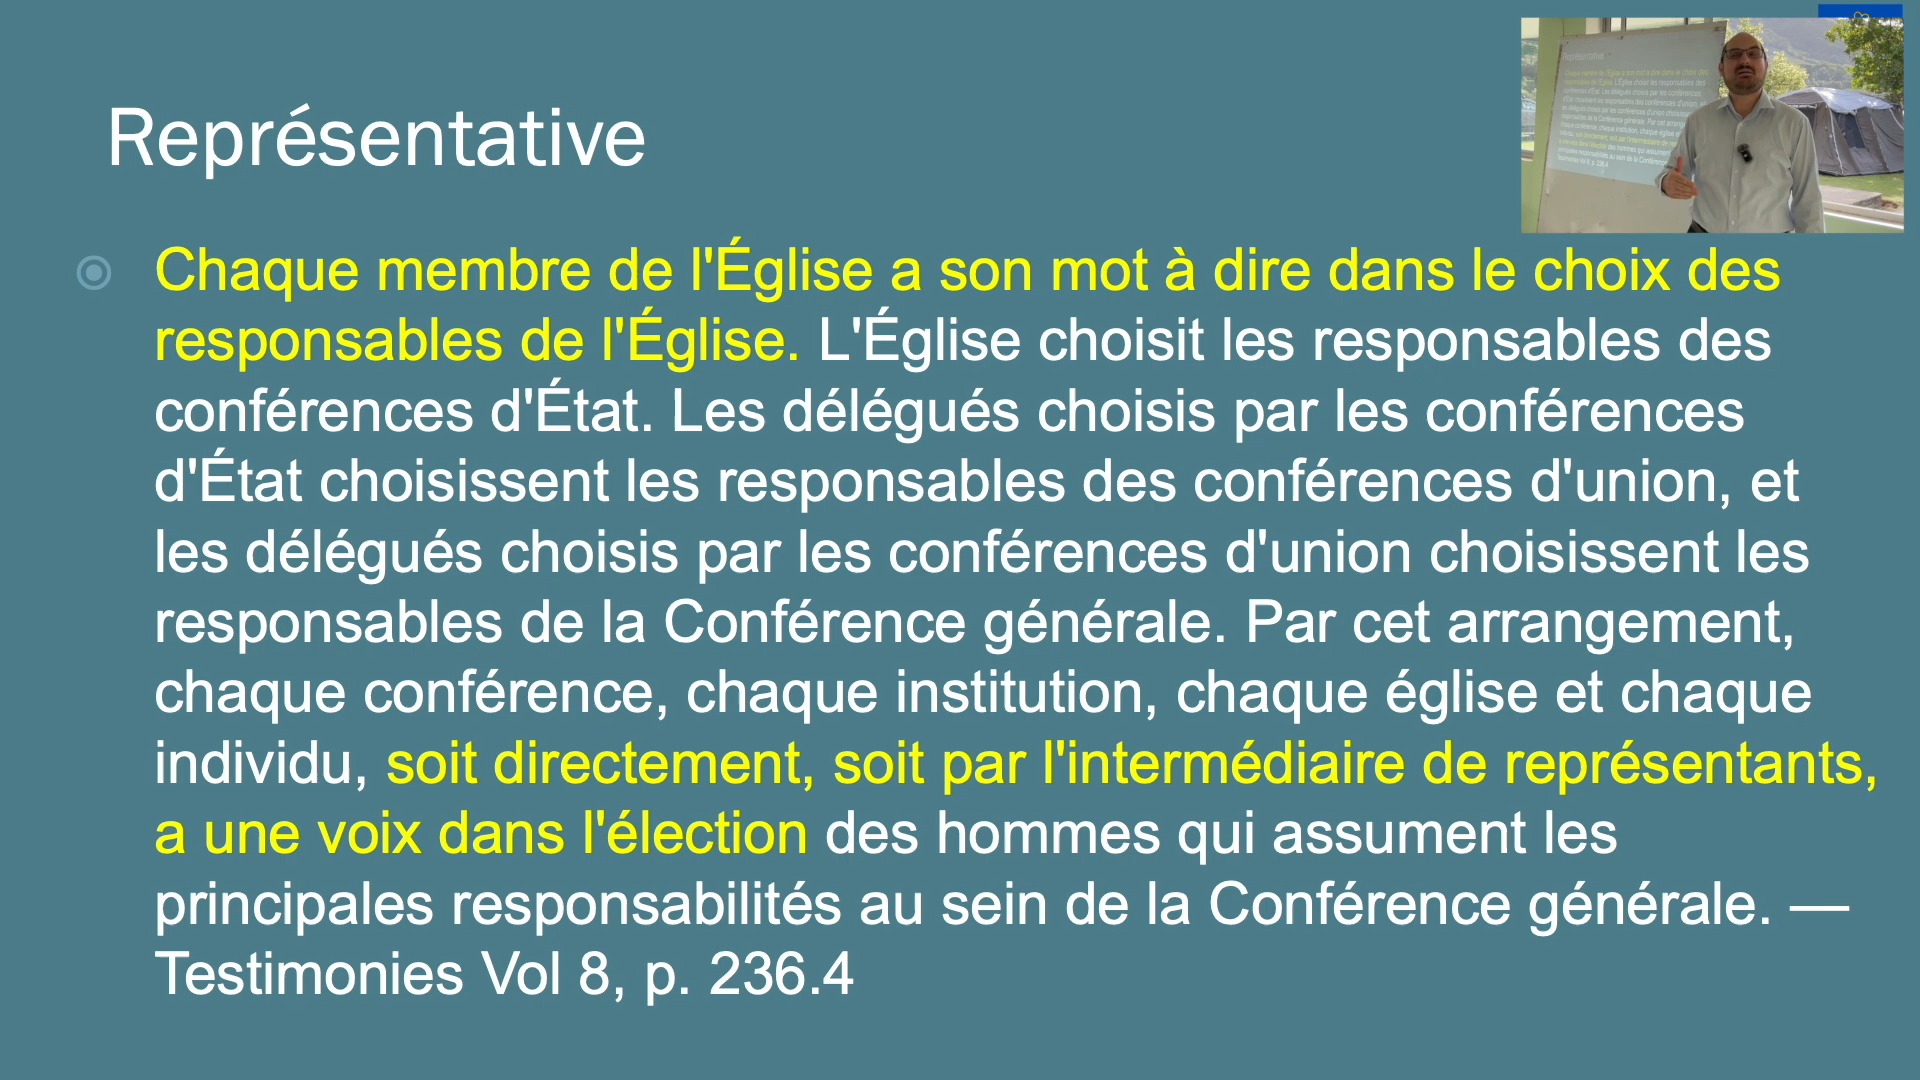 Représentative
Chaque membre de l'Église a son mot à dire dans le choix des
responsables de l'Église. L'Église choisit les responsables des
conférences d'État. Les délégués choisis par les conférences
d'État choisissent les responsables des conférences d'union, et
les délégués choisis par les conférences d'union choisissent les
responsables de la Conférence générale. Par cet arrangement,
chaque conférence, chaque institution, chaque église et chaque
individu, soit directement, soit par l'intermédiaire de représentants,
a une voix dans l'élection des hommes qui assument les
principales responsabilités au sein de la Conférence générale. —
Testimonies Vol 8, p. 236.4